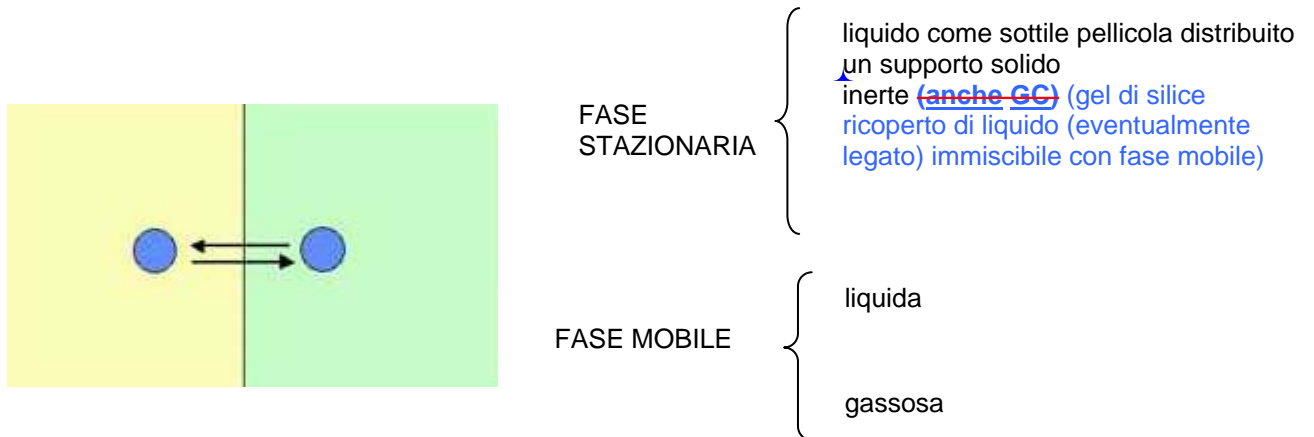 FASE
STAZIONARIA
liquido come sottile pellicola distribuito
un supporto solido
inerte (anche GC) (gel di silice
ricoperto di liquido (eventualmente
legato) immiscibile con fase mobile)
FASE MOBILE
liquida
gassosa